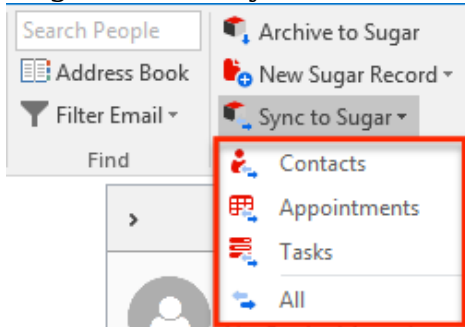 Search People
Address Book
Filter Email
Find
Archive to Sugar
New Sugar Record
Sync to Sugar
Contacts
Appointments
Tasks
All